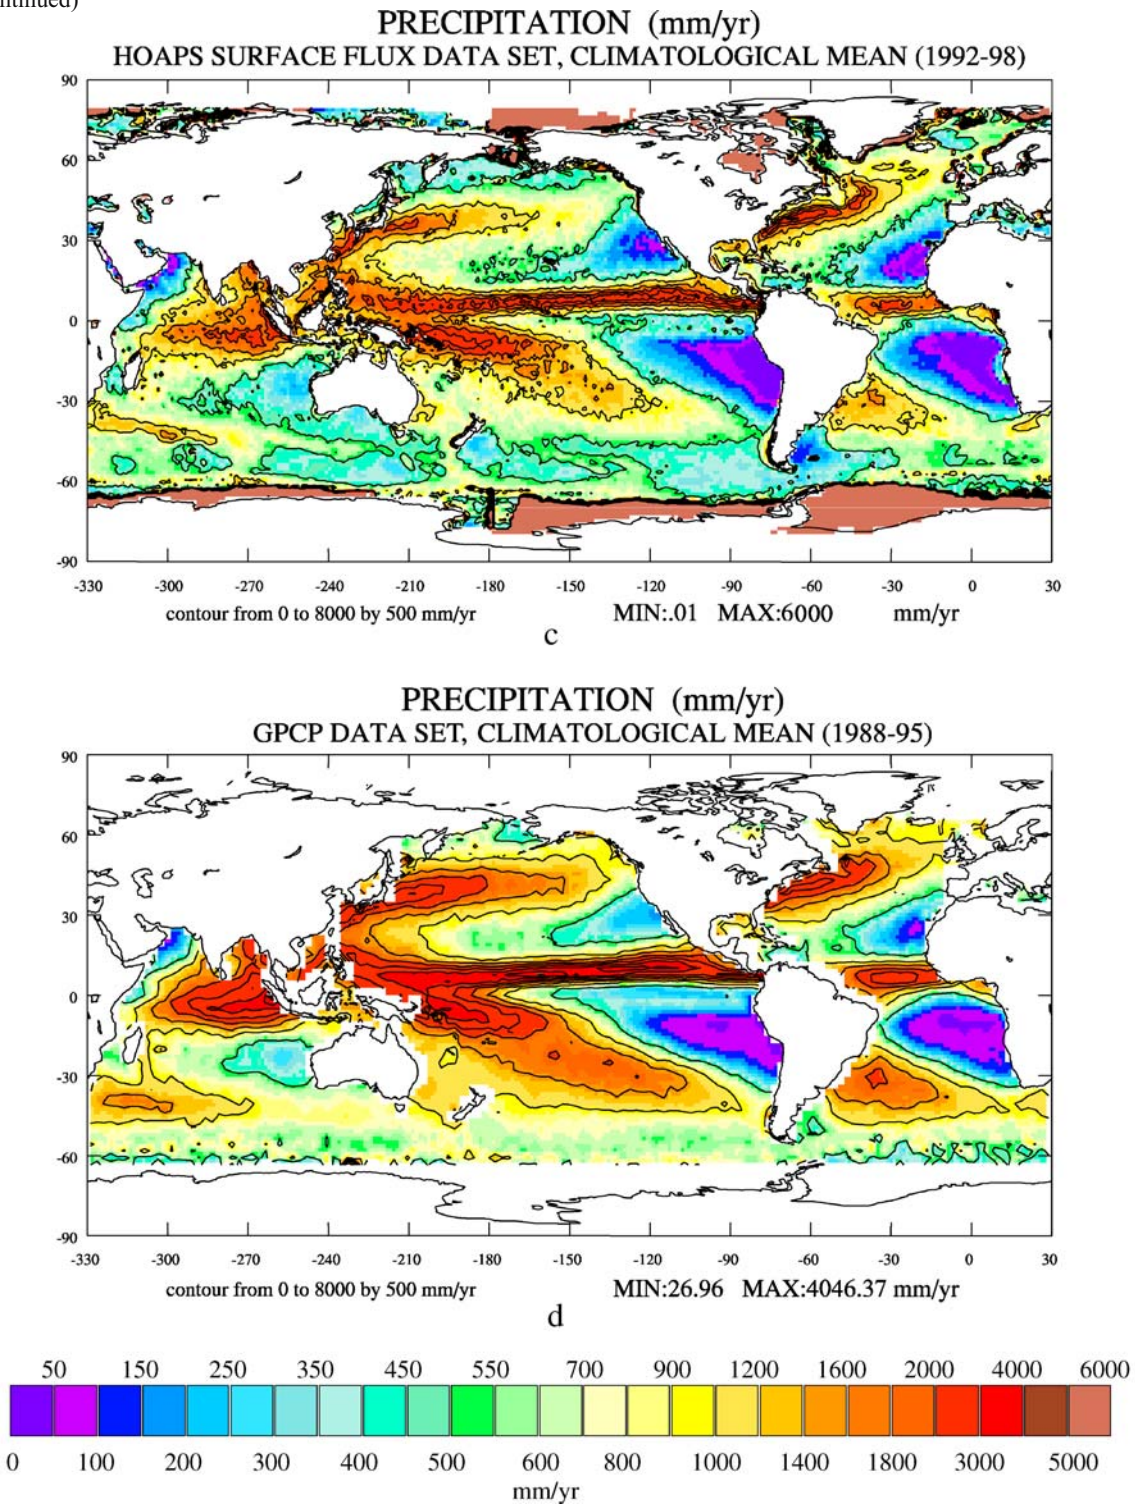 PRECIPITATION (mm/yr)
HOAPS SURFACE FLUX DATA SET, CLIMATOLOGICAL MEAN (1992-98)
90
60
30
0
-30
-60
-90
-330 -300 -270 -240 -210 -180 -150 -120 -90 -60 -30 0 30
contour from 0 to 8000 by 500 mm/yr MIN:.01 MAX:6000 mm/yr
c
PRECIPITATION (mm/yr)
GPCP DATA SET, CLIMATOLOGICAL MEAN (1988-95)
90
60
30
0
-30
-60
-90
-330 -300 -270 -240 -210 -180 -150 -120 -90 -60 -30 0 30
contour from 0 to 8000 by 500 mm/yr MIN:26.96 MAX:4046.37 mm/yr
d
50 150 250 350 450 550 700 900 1200 1600 2000 4000 6000
0 100 200 300 400 500 600 800 1000 1400 1800 3000 5000
mm/yr